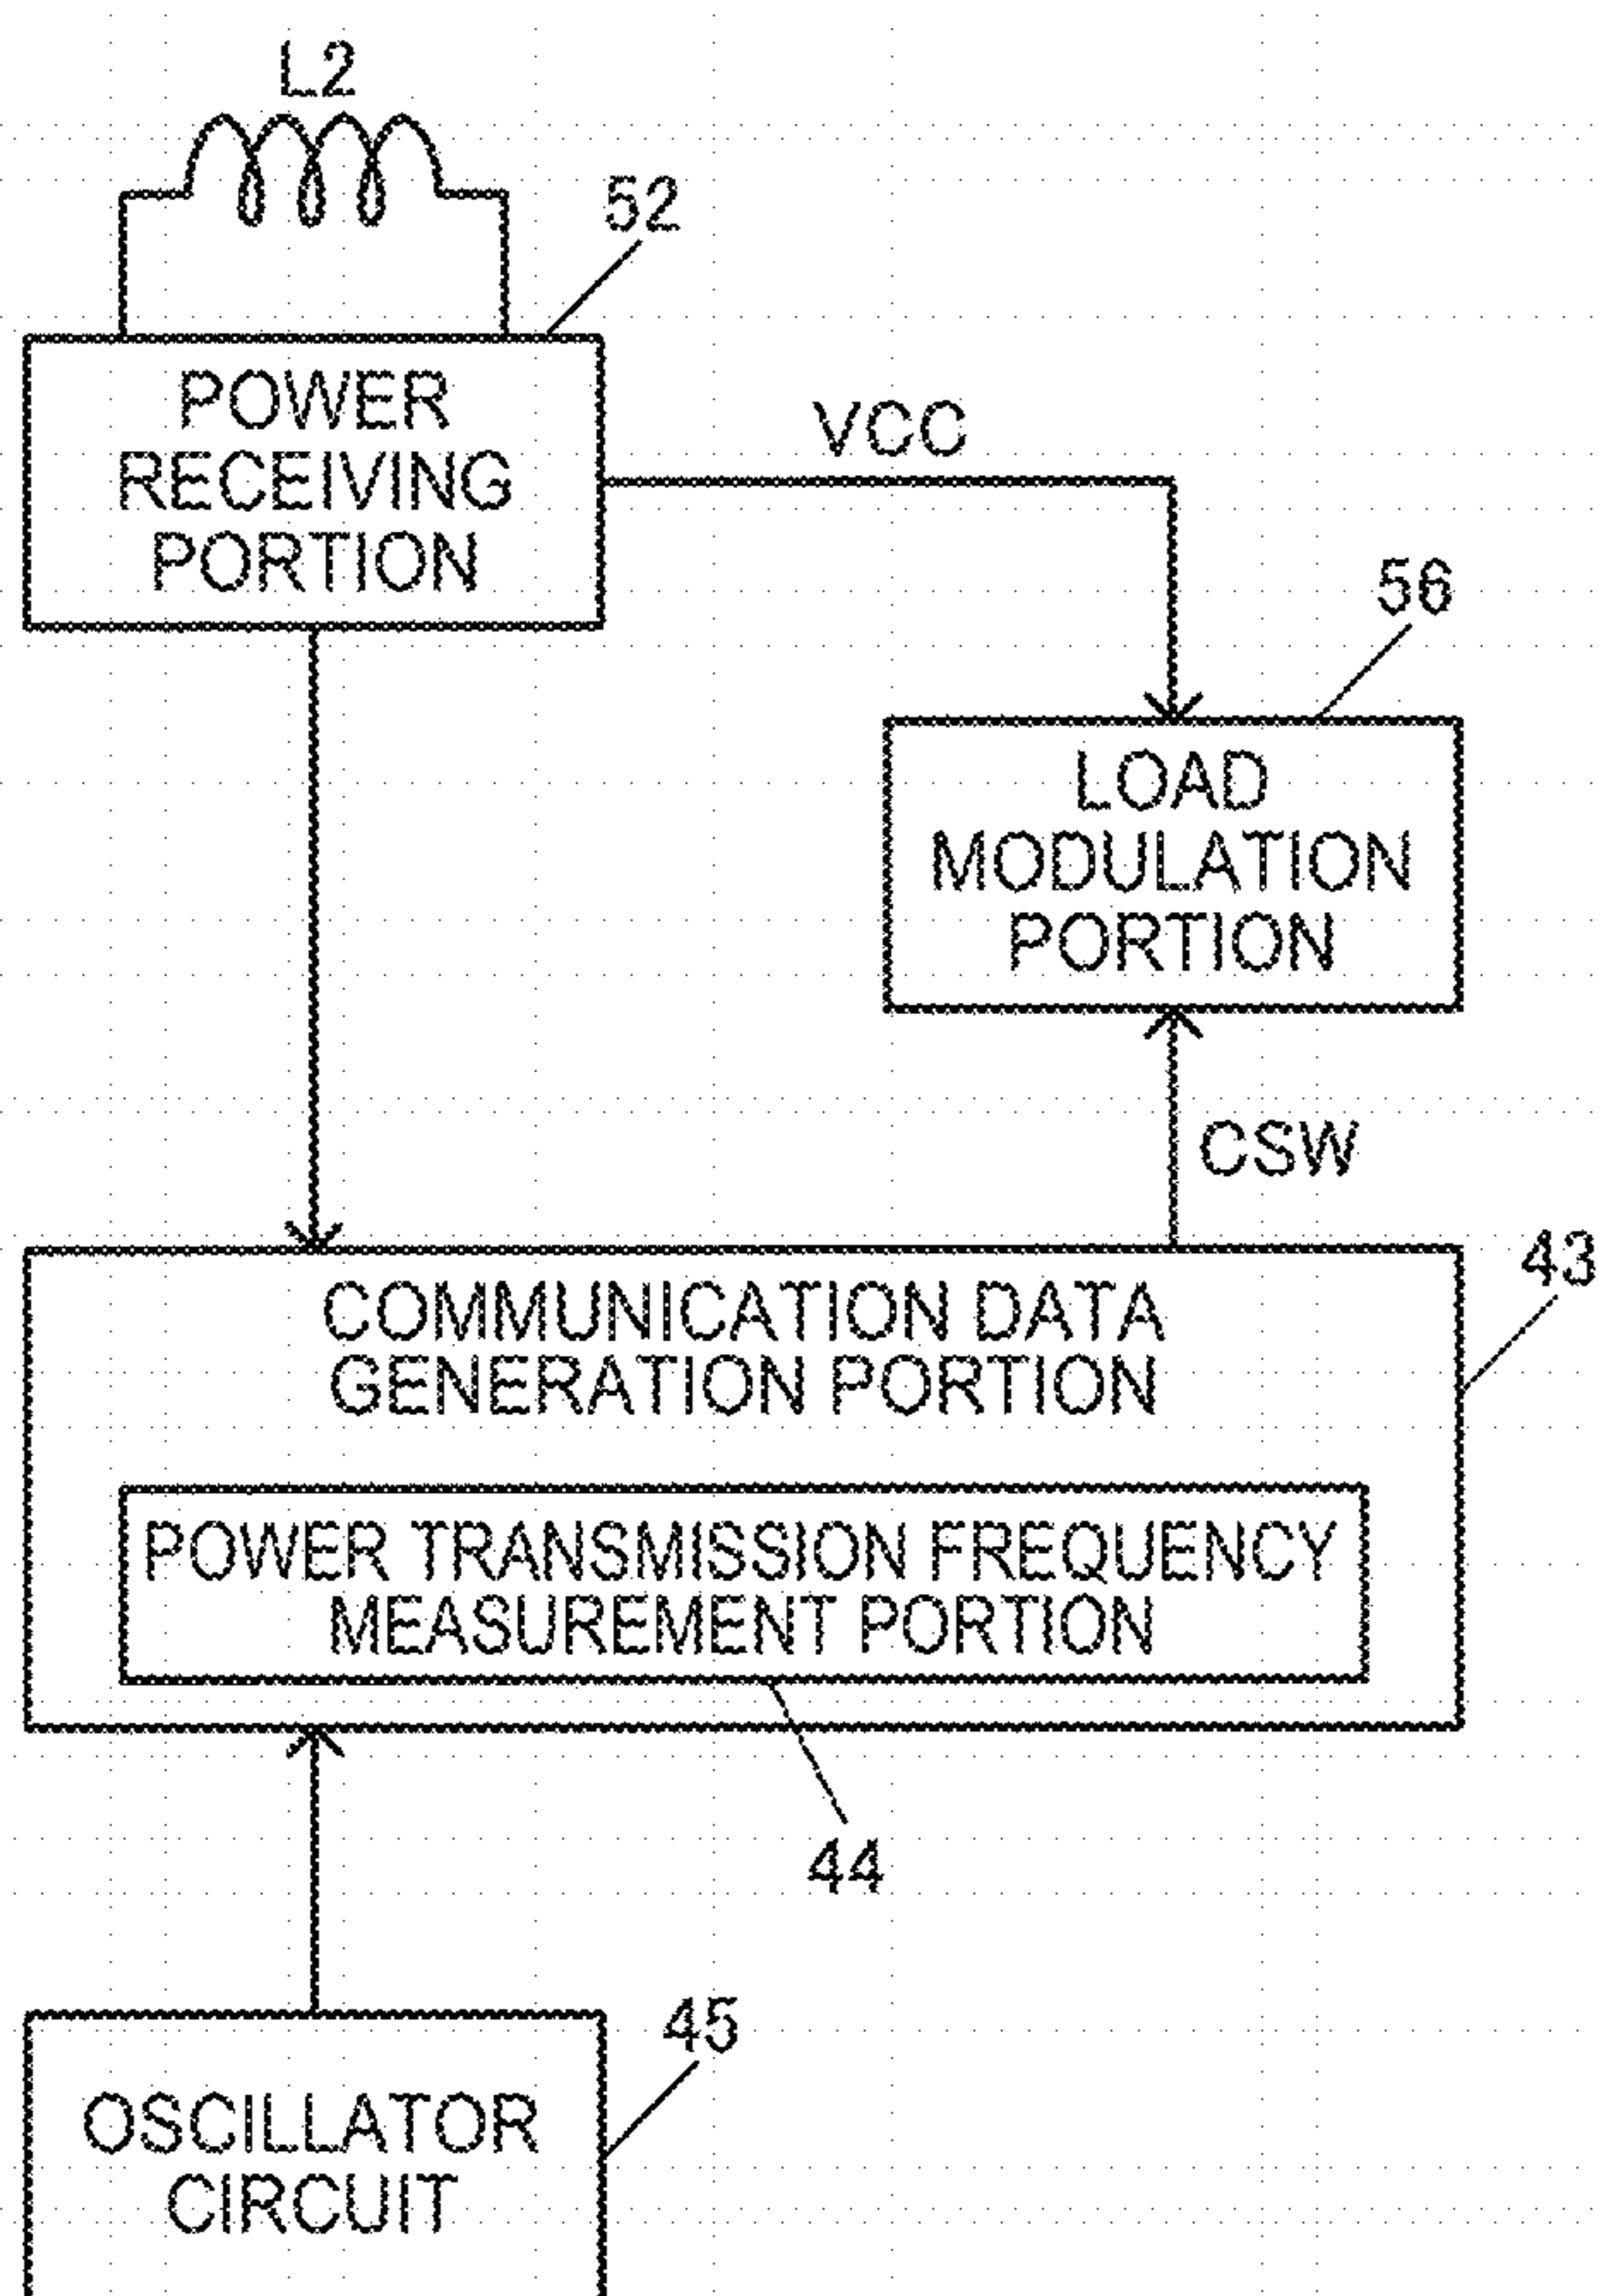 L2
52
POWER
RECEIVING
PORTION
VCC
56
LOAD
MODULATION
PORTION
CSW
43
COMMUNICATION DATA
GENERATION PORTION
POWER TRANSMISSION FREQUENCY
MEASUREMENT PORTION
44
45
OSCILLATOR
CIRCUIT